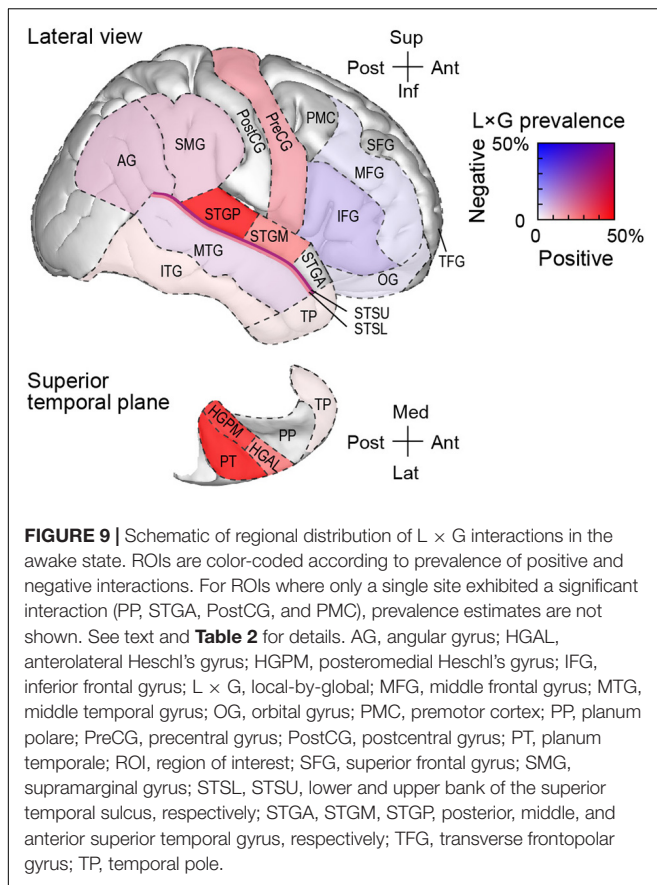 Lateral view
Sup
Post
Ant
Inf
PMC
L×G prevalence
PostCG
PreCG
SFG
SMG
AG
MFG
50%
Negative
STGP
IFG
STGM
MTG
0
ITG
STGA
0
50%
Positive
OG
TFG
TP
STSU
STSL
Superior
temporal plane
TP
Med
HGPM
PP
Post
Ant
PT
HGAL
Lat
FIGURE 9 | Schematic of regional distribution of L × G interactions in the
awake state. ROIs are color-coded according to prevalence of positive and
negative interactions. For ROIs where only a single site exhibited a significant
interaction (PP, STGA, PostCG, and PMC), prevalence estimates are not
shown. See text and Table 2 for details. AG, angular gyrus; HGAL,
anterolateral Heschl's gyrus; HGPM, posteromedial Heschl's gyrus; IFG,
inferior frontal gyrus; L × G, local-by-global; MFG, middle frontal gyrus; MTG,
middle temporal gyrus; OG, orbital gyrus; PMC, premotor cortex; PP, planum
polare; PreCG, precentral gyrus; PostCG, postcentral gyrus; PT, planum
temporale; ROI, region of interest; SFG, superior frontal gyrus; SMG,
supramarginal gyrus; STSL, STSU, lower and upper bank of the superior
temporal sulcus, respectively; STGA, STGM, STGP, posterior, middle, and
anterior superior temporal gyrus, respectively; TFG, transverse frontopolar
gyrus; TP, temporal pole.